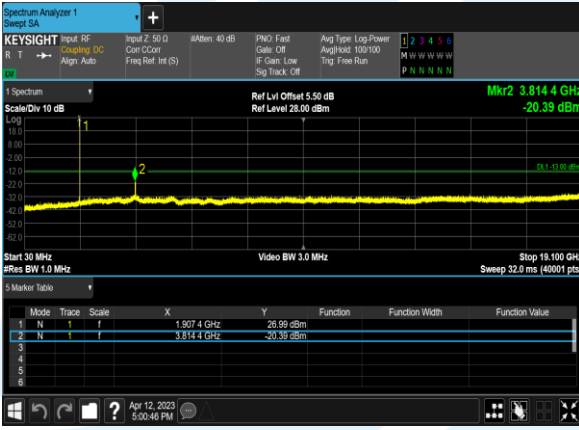 Spectrum Analyzer 1
Swept SA
+
KEYSIGHT
R T
Input: RF
Coupling: DC
Align: Auto
Input Z: 50 Ω
Corr CCorr
Freq Ref: Int (S)
#Atten: 40 dB
PNO: Fast
Gate: Off
IF Gain: Low
Sig Track: Off
Avg Type: Log-Power
Avg|Hold: 100/100
Trig: Free Run
1 2 3 4 5 6
M W W W W W
P N N N N N
1 Spectrum
Scale/Div 10 dB
Ref Lvl Offset 5.50 dB
Ref Level 28.00 dBm
Mkr2 3.814 4 GHz
-20.39 dBm
Log
18.0
8.00
-2.00
-12.0
-22.0
-32.0
-42.0
-52.0
-62.0
1
2
DL1 -13.00 dBm
Start 30 MHz
#Res BW 1.0 MHz
Video BW 3.0 MHz
Stop 19.100 GHz
Sweep 32.0 ms (40001 pts
5 Marker Table
Mode Trace Scale X Y Function Function Width Function Value
1 N 1 f 1.907 4 GHz 26.99 dBm
2 N 1 f 3.814 4 GHz -20.39 dBm
3
4
5
6
?
Apr 12, 2023
5:00:46 PM